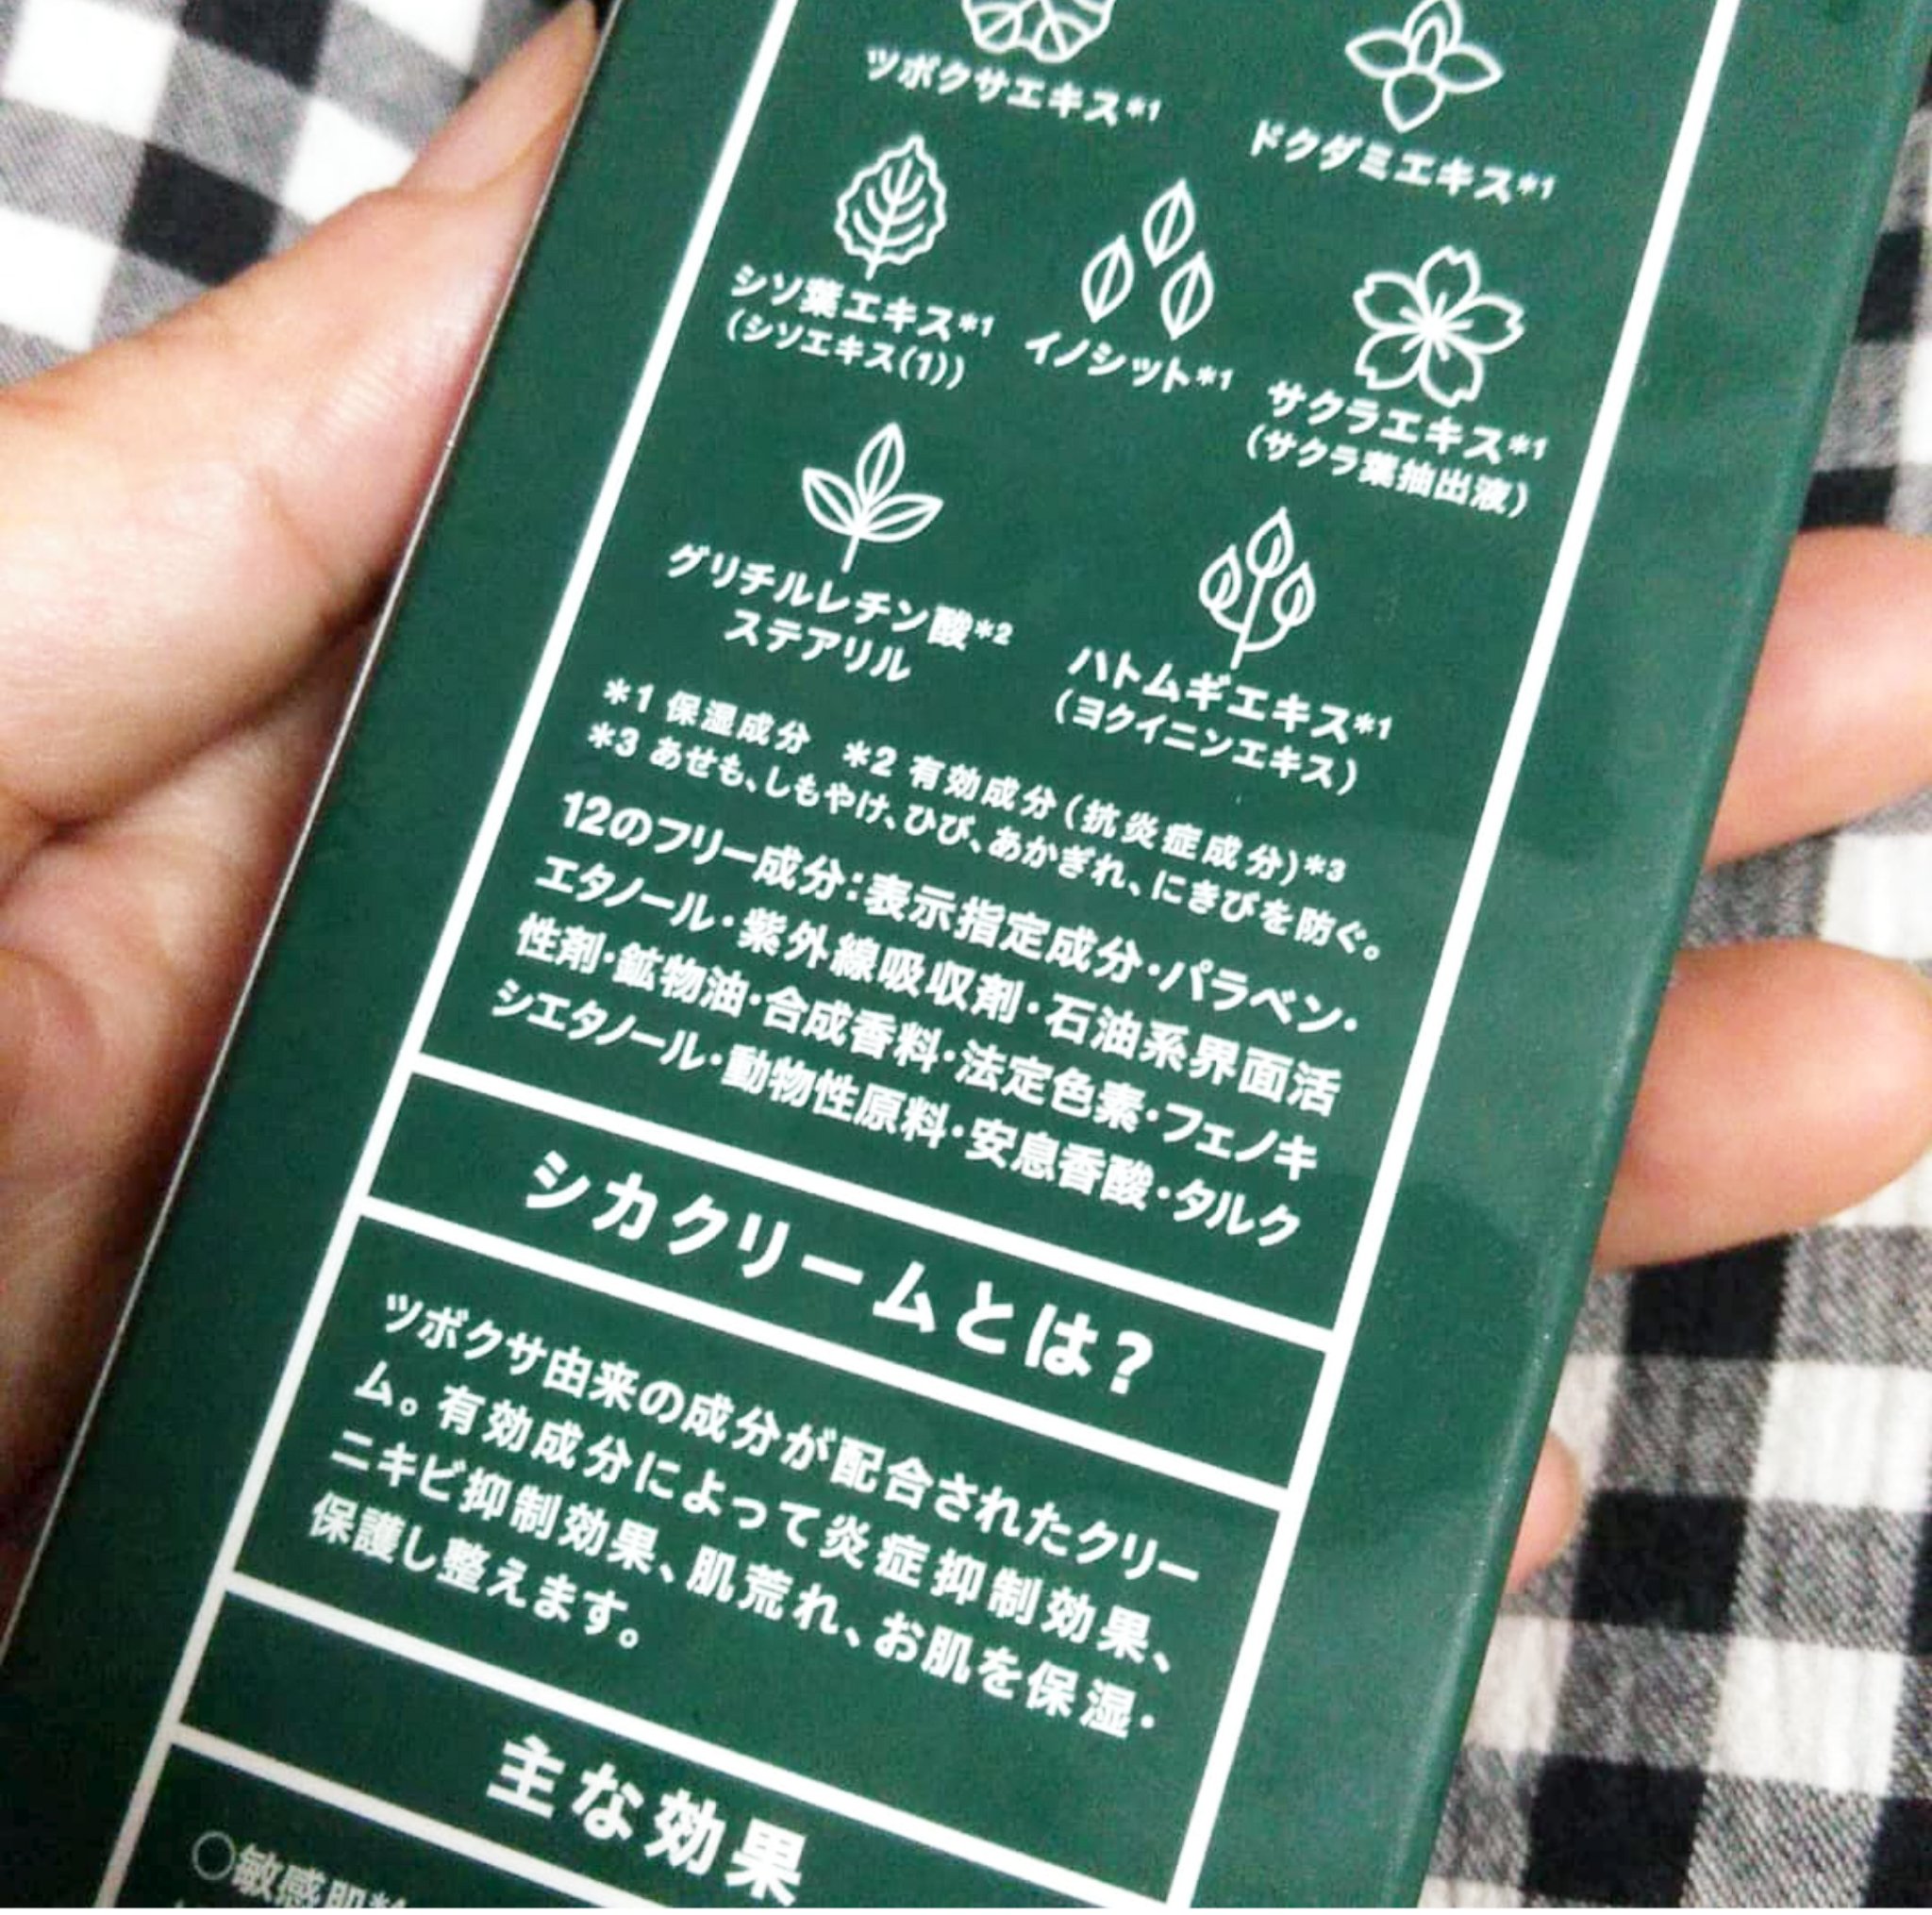 ツボクサエキス*1
ドクダミエキス*1
シソ葉エキス*1
(シソエキス(1))
イノシット*1
サクラエキス*1
(サクラ葉抽出液)
グリチルレチン酸*2
ステアリル
ハトムギエキス*1
(ヨクイニンエキス)
*1 保湿成分 *2 有効成分(抗炎症成分)*3
*3 あせも、しもやけ、ひび、あかぎれ、にきびを防ぐ。
12のフリー成分:表示指定成分・パラベン・
エタノール・紫外線吸収剤・石油系界面活
性剤・鉱物油・合成香料・法定色素・フェノキ
シエタノール・動物性原料・安息香酸・タルク
シカクリームとは?
ツボクサ由来の成分が配合されたクリー
ム。有効成分によって炎症抑制効果、
ニキビ抑制効果、肌荒れ、お肌を保湿・
保護し整えます。
主な効果
○敏感肌